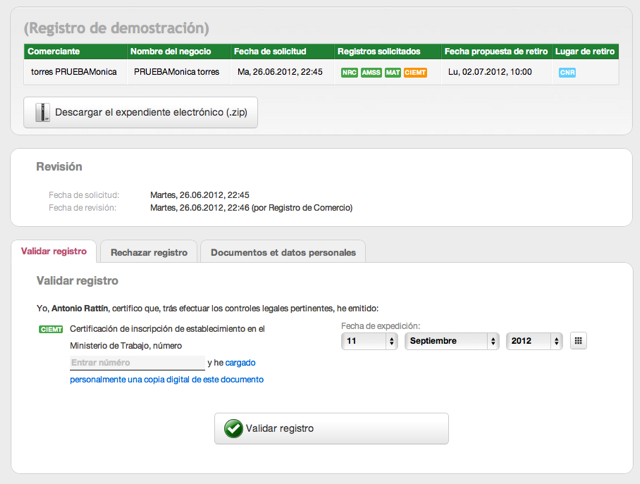 (Registro de demostración)
Comerciante Nombre del negocio Fecha de solicitud Registros solicitados Fecha propuesta de retiro Lugar de retiro
torres PRUEBAMonica PRUEBAMonica torres Ma, 26.06.2012, 22:45 NRC AMSS MAT CIEMT Lu, 02.07.2012, 10:00 CNR
Descargar el expendiente electrónico (.zip)
Revisión
Fecha de solicitud: Martes, 26.06.2012, 22:45
Fecha de revisión: Martes, 26.06.2012, 22:46 (por Registro de Comercio)
Validar registro Rechazar registro Documentos et datos personales
Validar registro
Yo, Antonio Rattín, certifico que, trás efectuar los controles legales pertinentes, he emitido:
CIEMT Certificación de inscripción de establecimiento en el
Ministerio de Trabajo, número
Entrar núméro y he cargado
personalmente una copia digital de este documento
Fecha de expedición:
11 Septiembre 2012
Validar registro